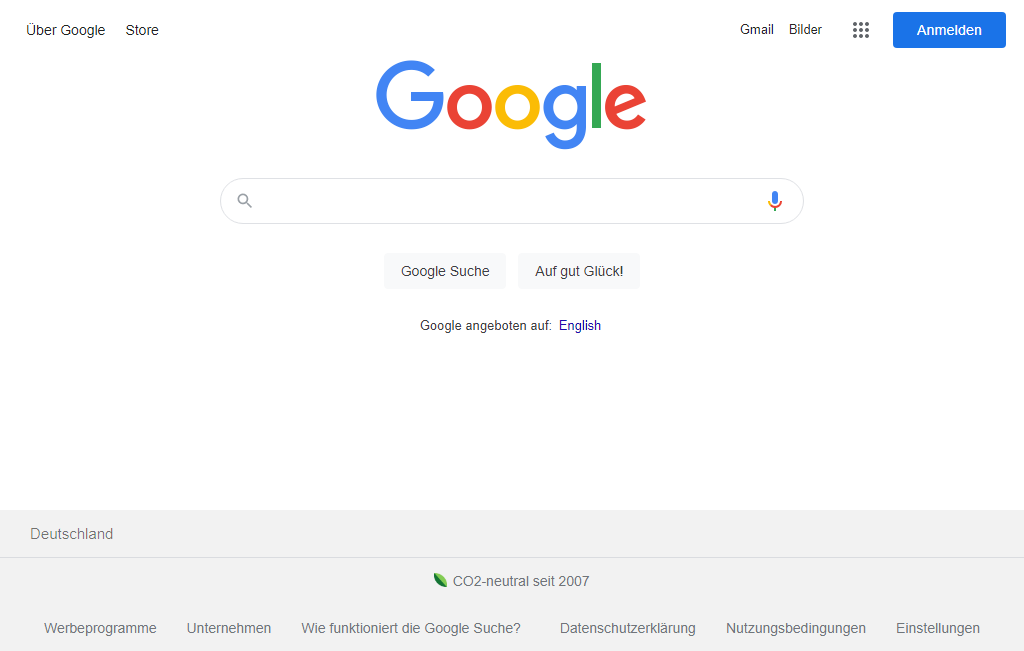 Über Google Store Gmail Bilder Anmelden
Google
Google Suche Auf gut Glück!
Google angeboten auf: English
Deutschland
CO2-neutral seit 2007
Werbeprogramme Unternehmen Wie funktioniert die Google Suche? Datenschutzerklärung Nutzungsbedingungen Einstellungen